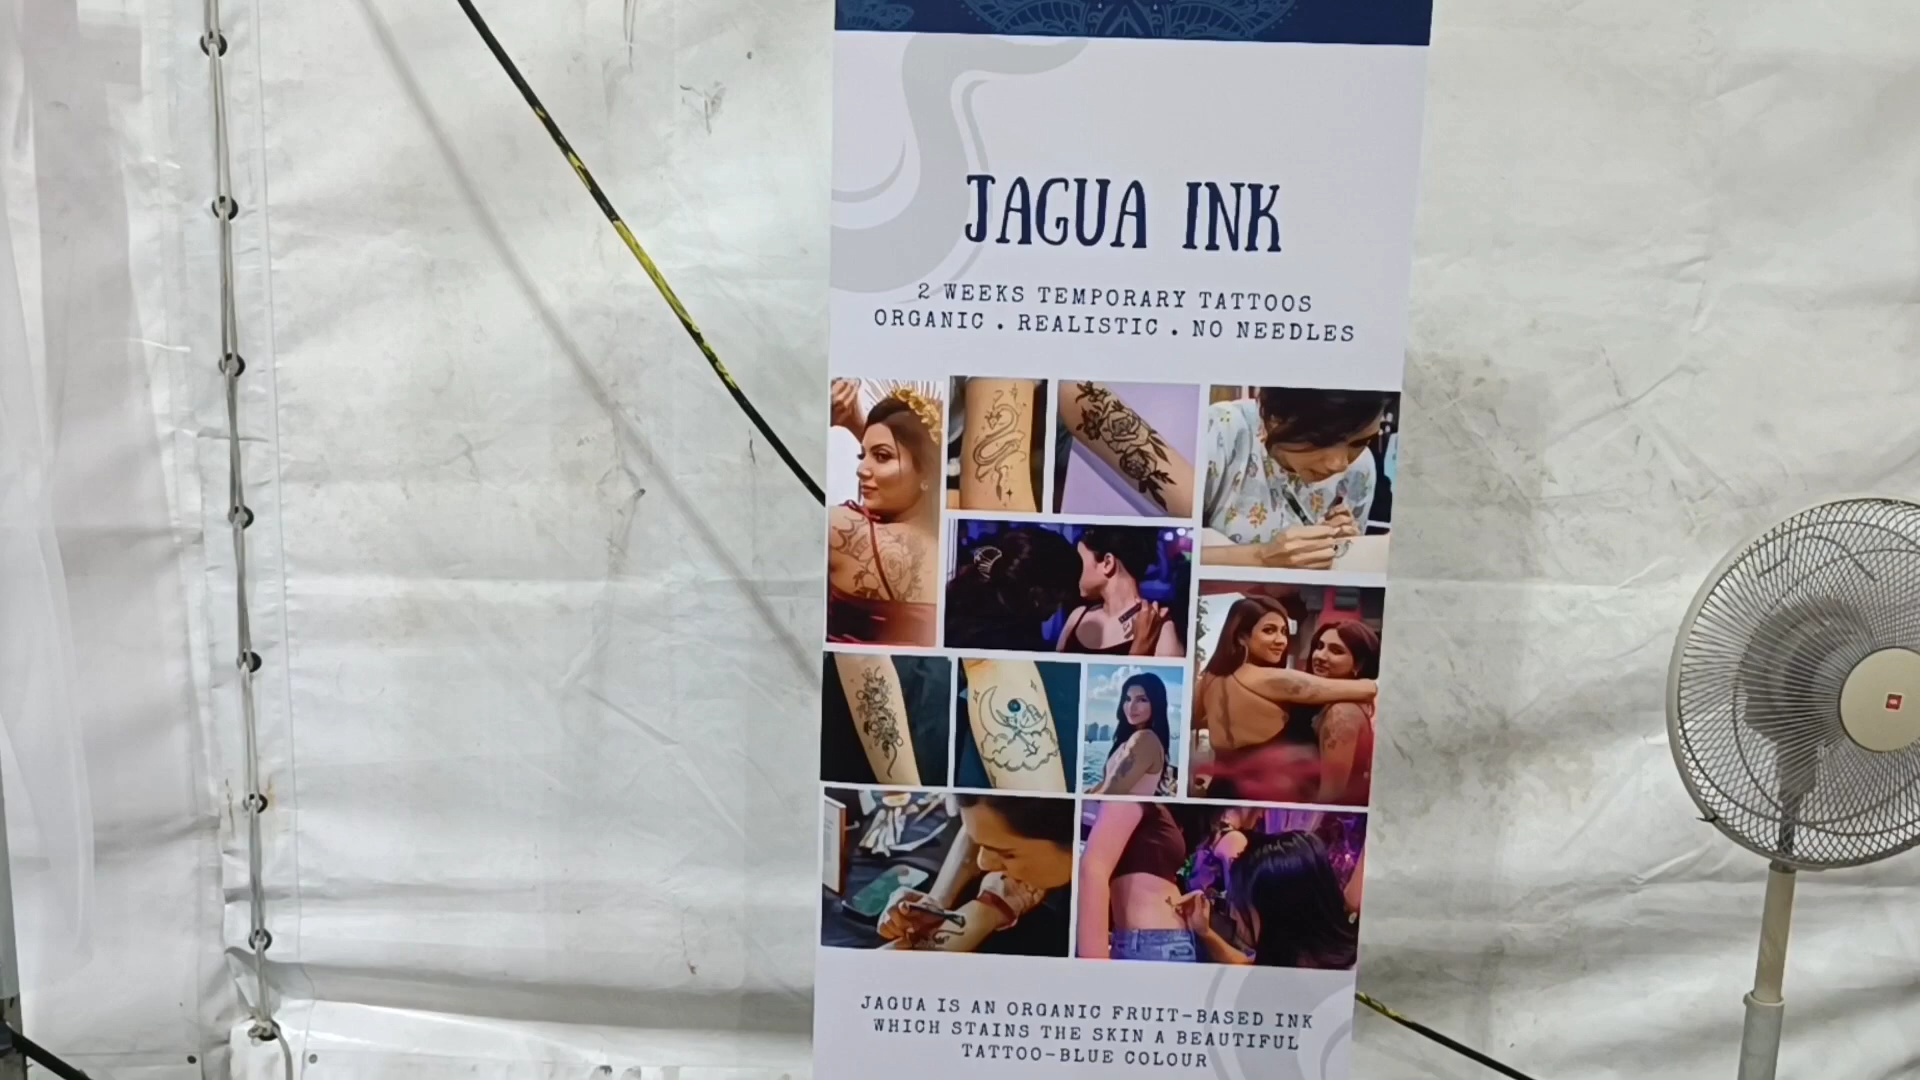 JAGUA INK
2 WEEKS TEMPORARY TATTOOS
ORGANIC . REALISTIC . NO NEEDLES
JAGUA IS AN ORGANIC FRUIT-BASED INK
WHICH STAINS THE SKIN A BEAUTIFUL
TATTOO-BLUE COLOUR